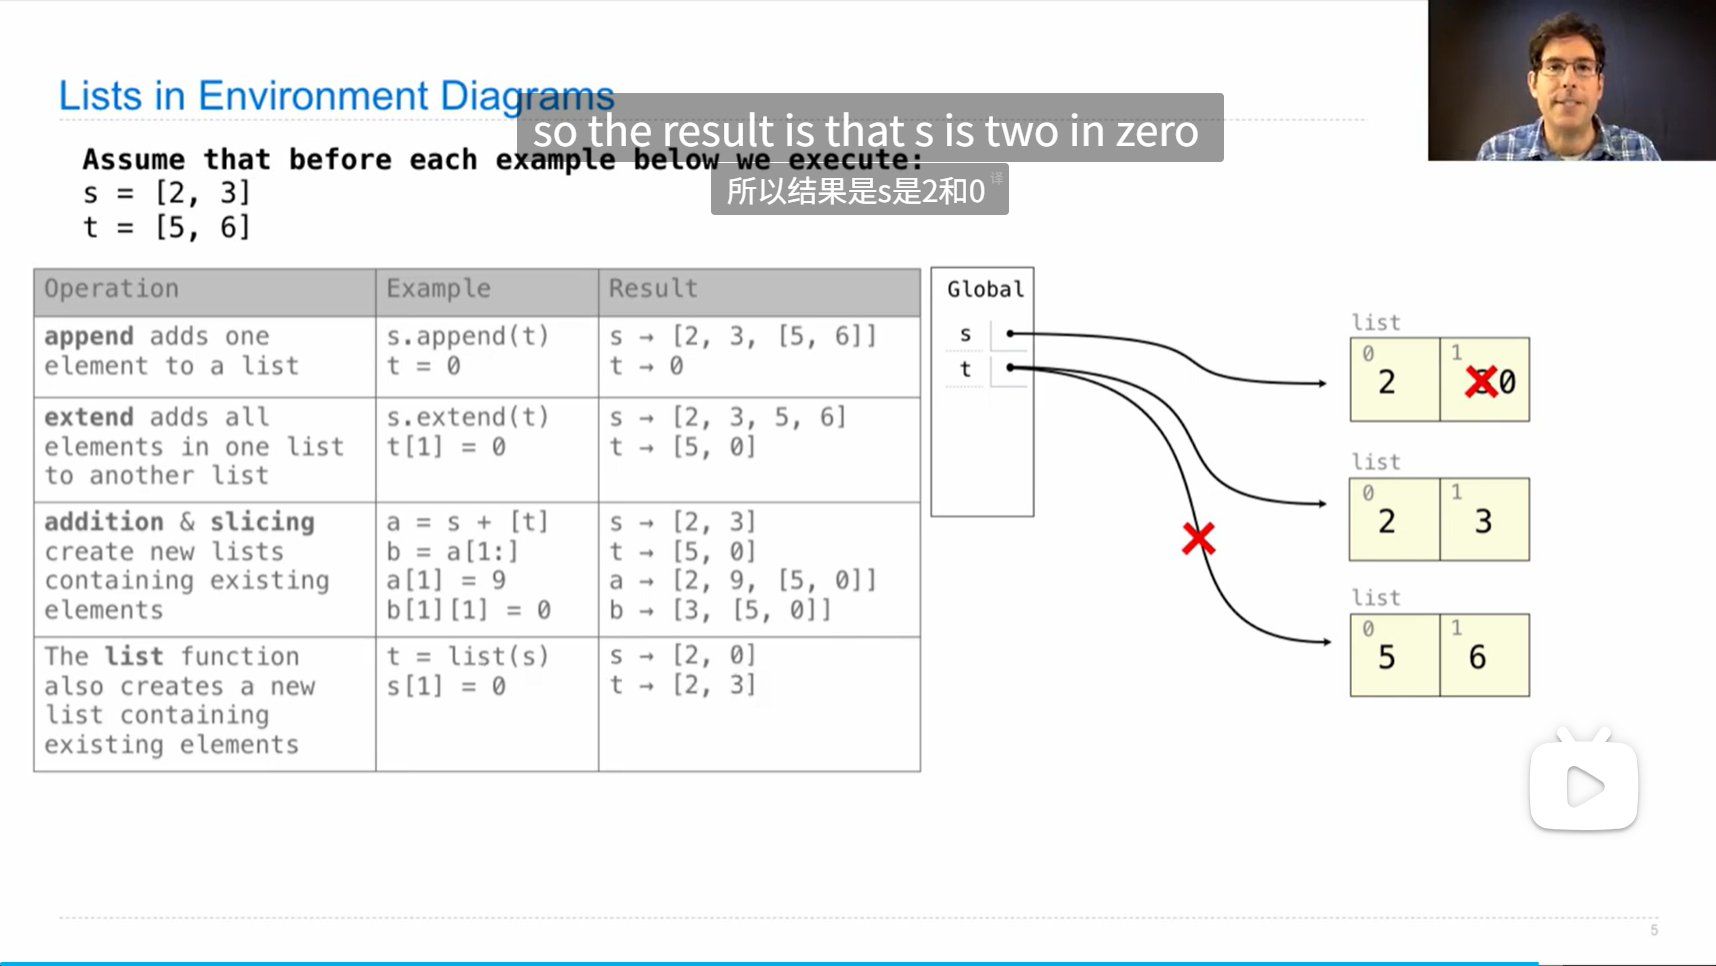 Lists in Environment Diagrams
so the result is that s is two in zero
所以结果是s是2和0
译
Assume that before each example below we execute:
s = [2, 3]
t = [5, 6]
Operation
Example
Result
append adds one
element to a list
s.append(t)
t = 0
s → [2, 3, [5, 6]]
t → 0
extend adds all
elements in one list
to another list
s.extend(t)
t[1] = 0
s → [2, 3, 5, 6]
t → [5, 0]
addition & slicing
create new lists
containing existing
elements
a = s + [t]
b = a[1:]
a[1] = 9
b[1][1] = 0
s → [2, 3]
t → [5, 0]
a → [2, 9, [5, 0]]
b → [3, [5, 0]]
The list function
also creates a new
list containing
existing elements
t = list(s)
s[1] = 0
s → [2, 0]
t → [2, 3]
Global
s
t
list
0 1
2 3 0
list
0 1
2 3
list
0 1
5 6
5